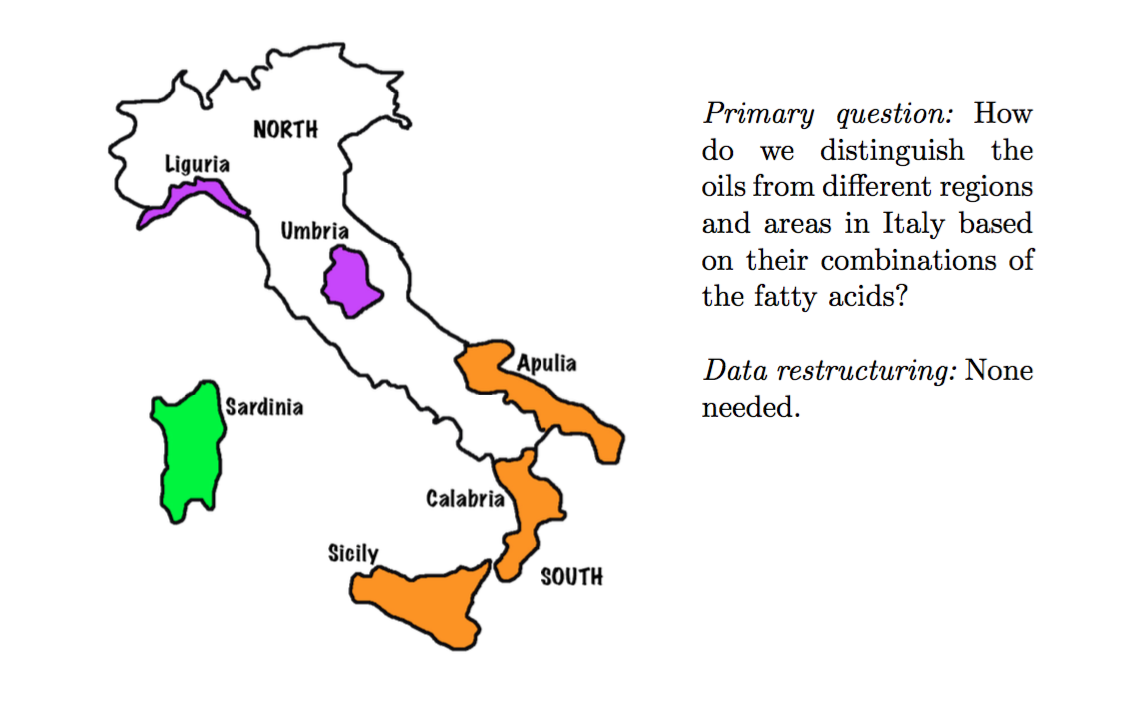 NORTH
Liguria
Umbria
Apulia
Sardinia
Calabria
Sicily
SOUTH
Primary question: How
do we distinguish the
oils from different regions
and areas in Italy based
on their combinations of
the fatty acids?
Data restructuring: None
needed.